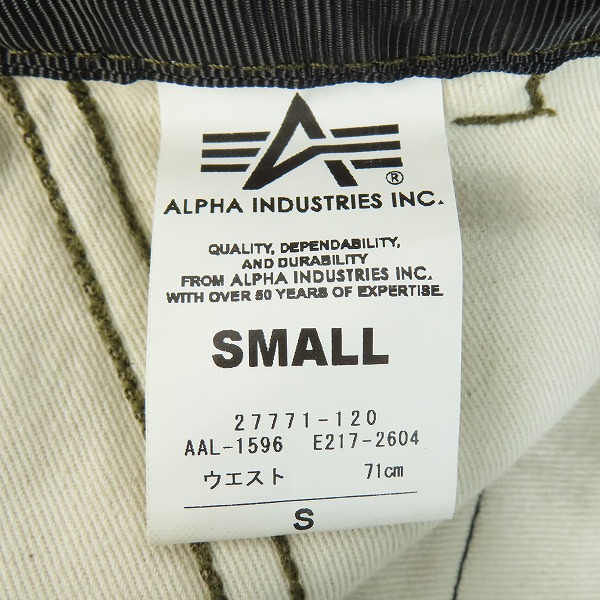 ®
ALPHA INDUSTRIES INC.
QUALITY, DEPENDABILITY,
AND DURABILITY
FROM ALPHA INDUSTRIES INC.
WITH OVER 50 YEARS OF EXPERTISE.
SMALL
27771-120
AAL-1596 E217-2604
ウエスト 71cm
S